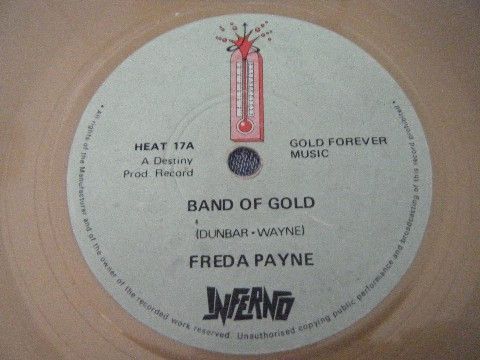 HEAT 17A
A Destiny
Prod. Record
GOLD FOREVER
MUSIC
BAND OF GOLD
(DUNBAR • WAYNE)
FREDA PAYNE
INFERNO
• All rights of the Manufacturer and of the owner of the recorded work reserved. Unauthorised copying public performance and broadcasting of this record prohibited •